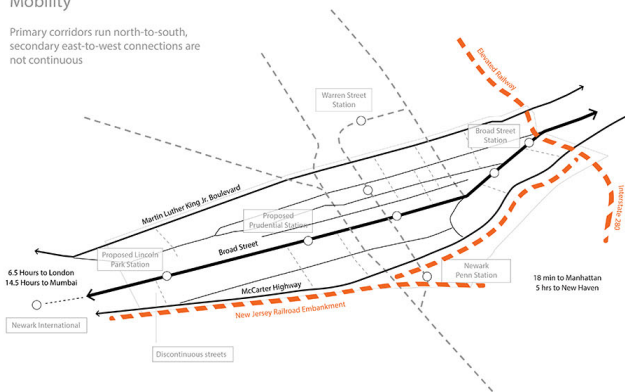 Mobility
Primary corridors run north-to-south,
secondary east-to-west connections are
not continuous
Elevated Railway
Warren Street
Station
Broad Street
Station
Martin Luther King Jr. Boulevard
Interstate 280
Proposed
Prudential Station
Broad Street
Proposed Lincoln
Park Station
6.5 Hours to London
14.5 Hours to Mumbai
Newark
Penn Station
18 min to Manhattan
5 hrs to New Haven
McCarter Highway
New Jersey Railroad Embankment
Newark International
Discontinuous streets